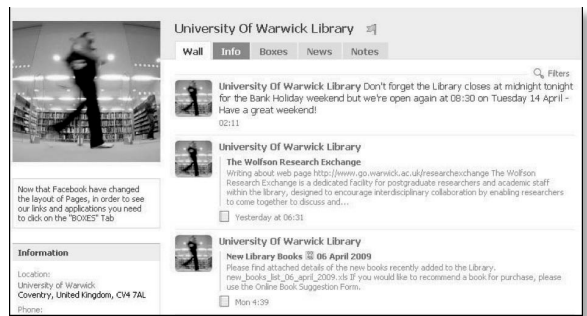 University Of Warwick Library
Wall Info Boxes News Notes
Filters
University Of Warwick Library Don't forget the Library closes at midnight tonight
for the Bank Holiday weekend but we're open again at 08:30 on Tuesday 14 April -
Have a great weekend!
02:11
University Of Warwick Library
The Wolfson Research Exchange
Writing about web page http://www.go.warwick.ac.uk/researchexchange The Wolfson
Research Exchange is a dedicated facility for postgraduate researchers and academic staff
within the library, designed to encourage interdisciplinary collaboration by enabling researchers
to come together to discuss and...
Yesterday at 06:31
University Of Warwick Library
New Library Books 06 April 2009
Please find attached details of the new books recently added to the Library.
new_books_list_06_april_2009.xls If you would like to recommend a book for purchase, please
use the Online Book Suggestion Form.
Mon 4:39
Now that Facebook have changed
the layout of Pages, in order to see
our links and applications you need
to click on the "BOXES" Tab
Information
Location:
University of Warwick
Coventry, United Kingdom, CV4 7AL
Phone: